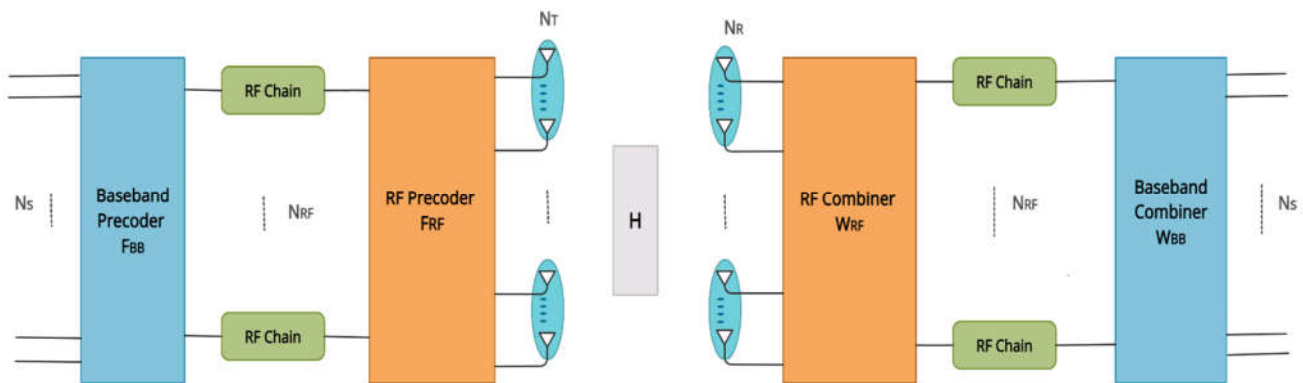 NT
NR
RF Chain
RF Chain
Ns
Baseband
Precoder
FBB
NRF
RF Precoder
FRF
H
RF Combiner
WRF
NRF
Baseband
Combiner
WBB
Ns
RF Chain
RF Chain